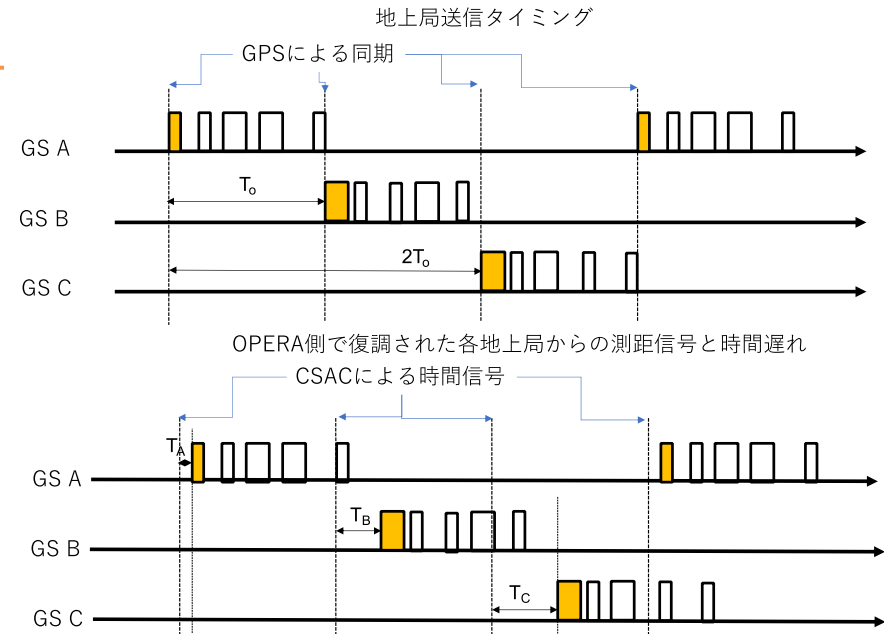 地上局送信タイミング
GPSによる同期
GS A
To
GS B
2To
GS C
OPERA側で復調された各地上局からの測距信号と時間遅れ
CSACによる時間信号
TA
GS A
TB
GS B
TC
GS C